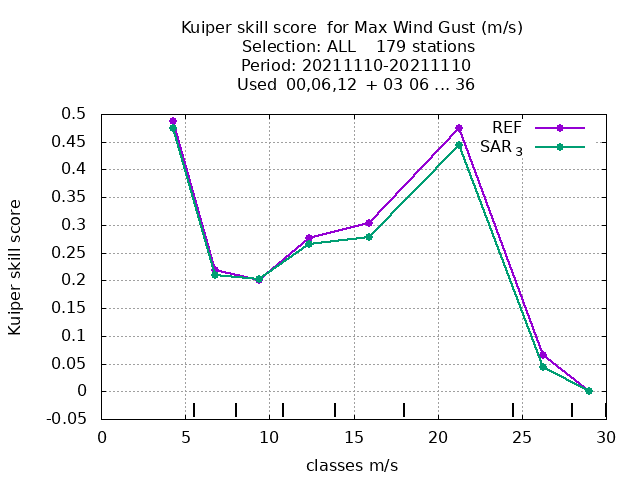 Kuiper skill score  for Max Wind Gust (m/s)
Selection: ALL    179 stations
Period: 20211110-20211110
Used  00,06,12  + 03 06 ... 36
0.5
0.45
0.4
0.35
0.3
0.25
0.2
0.15
0.1
0.05
0
-0.05
Kuiper skill score
REF
SAR 3
0 5 10 15 20 25 30
classes m/s